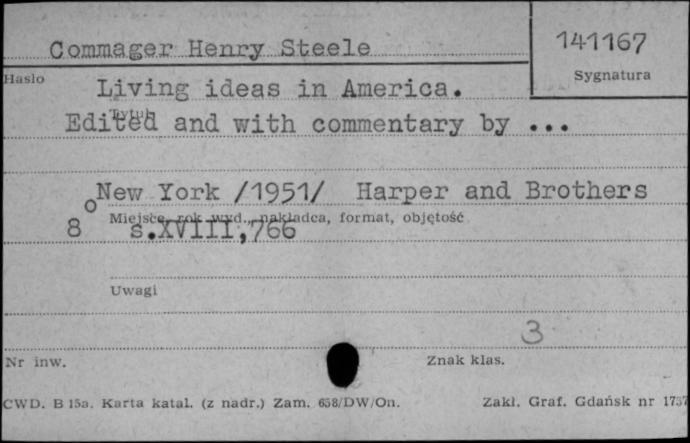 Commager Henry Steele
141167
Hasło
Sygnatura
Living ideas in America.
Tytuł
Edited and with commentary by ...
New York /1951/ Harper and Brothers
Miejsce, rok wyd., nakładca, format, objętość
8° s.XVIII,766
Uwagi
3
Nr inw.
Znak klas.
CWD. B 15a. Karta katal. (z nadr.) Zam. 658/DW/On.
Zakł. Graf. Gdańsk nr 1737